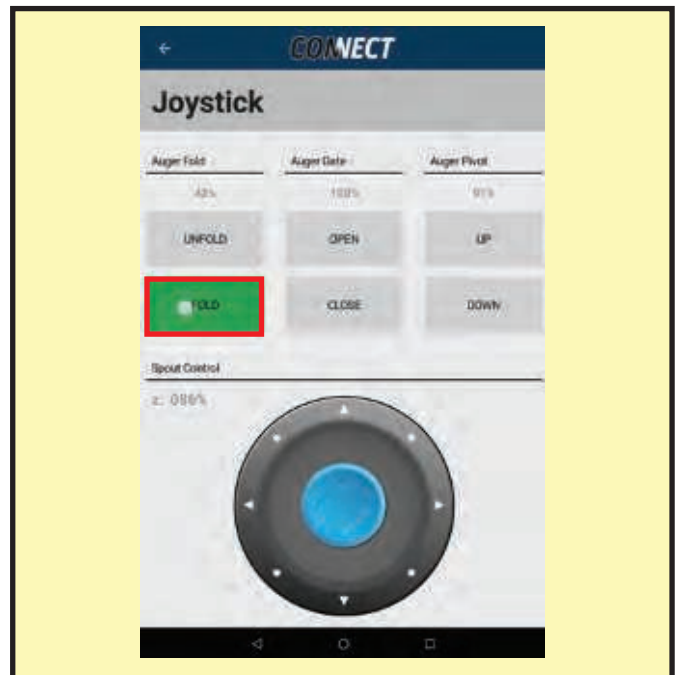 CONNECT
Joystick
Auger Fold Auger Gate Auger Pivot
42% 100% 91%
UNFOLD OPEN UP
FOLD CLOSE DOWN
Spout Control
z: 086%